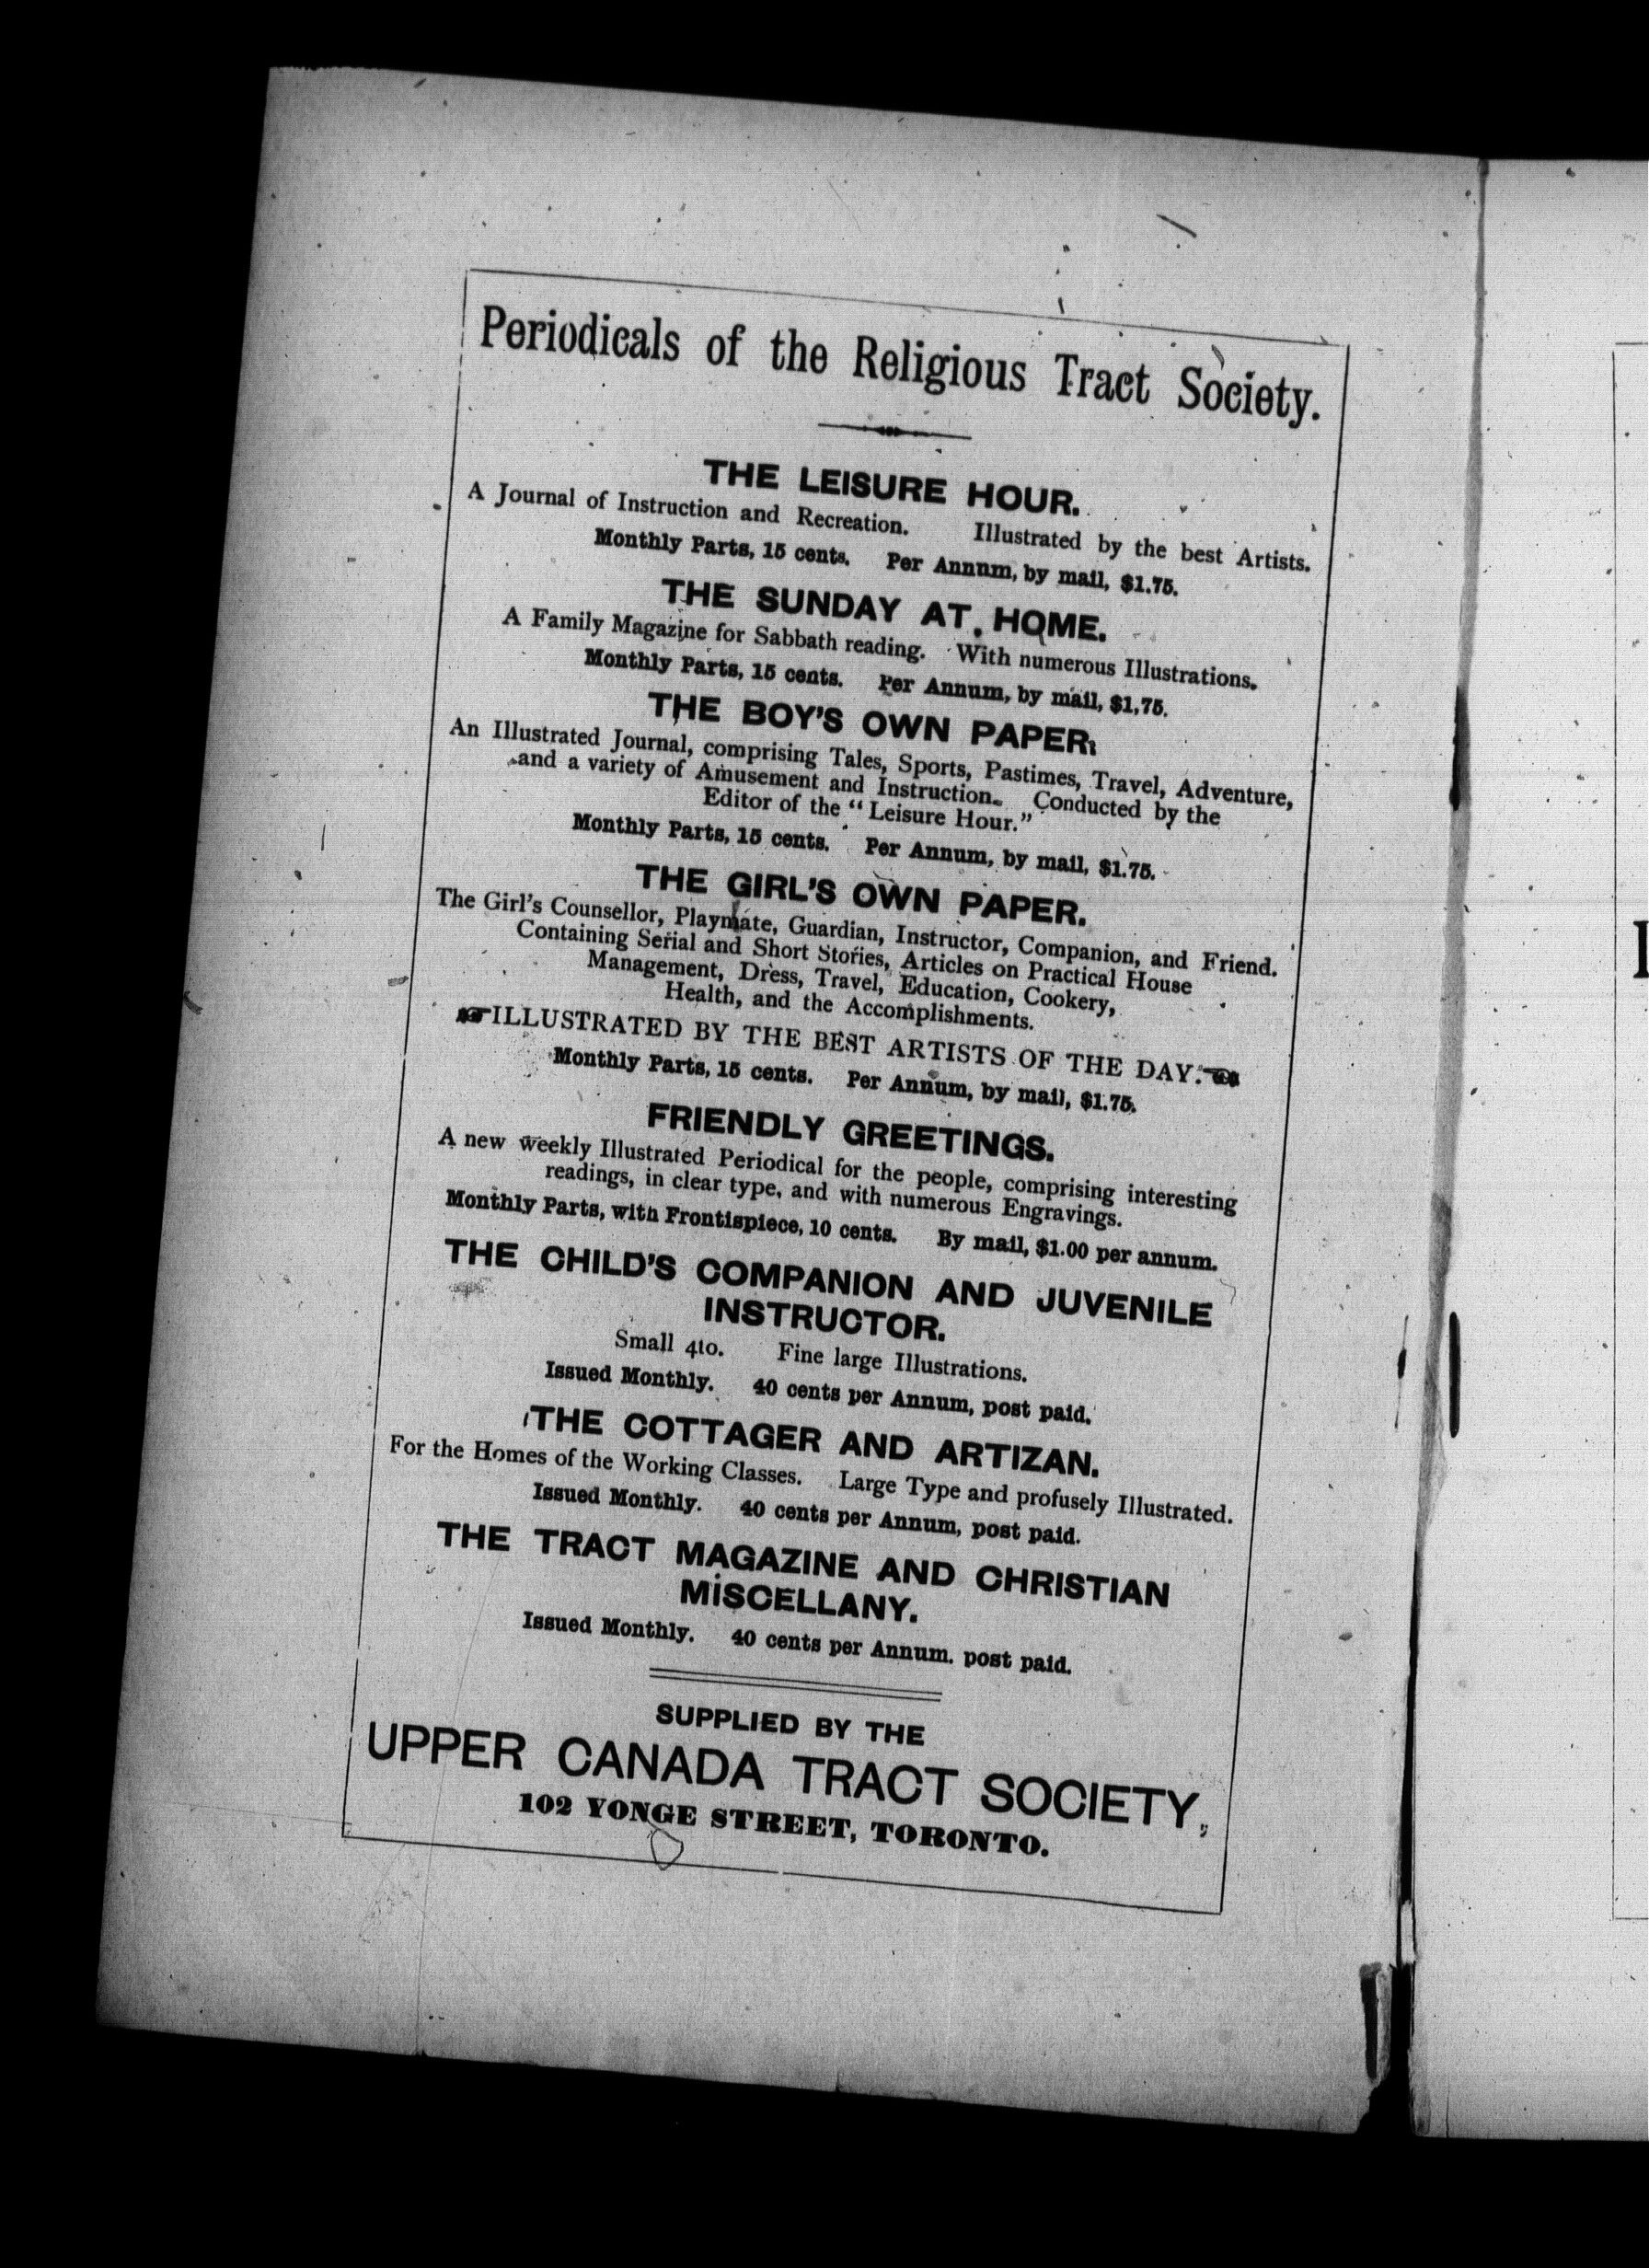 Periodicals of the Religious Tract Society.
THE LEISURE HOUR.
A Journal of Instruction and Recreation. Illustrated by the best Artists.
Monthly Parts, 15 cents. Per Annum, by mail, $1.75.
THE SUNDAY AT HOME.
A Family Magazine for Sabbath reading. With numerous Illustrations.
Monthly Parts, 15 cents. Per Annum, by mail, $1,75.
THE BOY'S OWN PAPER.
An Illustrated Journal, comprising Tales, Sports, Pastimes, Travel, Adventure,
and a variety of Amusement and Instruction. Conducted by the
Editor of the "Leisure Hour."
Monthly Parts, 15 cents. Per Annum, by mail, $1.75.
THE GIRL'S OWN PAPER.
The Girl's Counsellor, Playmate, Guardian, Instructor, Companion, and Friend.
Containing Serial and Short Stories, Articles on Practical House
Management, Dress, Travel, Education, Cookery,
Health, and the Accomplishments.
☛ILLUSTRATED BY THE BEST ARTISTS OF THE DAY.☚
Monthly Parts, 15 cents. Per Annum, by mail, $1.75.
FRIENDLY GREETINGS.
A new weekly Illustrated Periodical for the people, comprising interesting
readings, in clear type, and with numerous Engravings.
Monthly Parts, with Frontispiece, 10 cents. By mail, $1.00 per annum.
THE CHILD'S COMPANION AND JUVENILE
INSTRUCTOR.
Small 4to. Fine large Illustrations.
Issued Monthly. 40 cents per Annum, post paid.
THE COTTAGER AND ARTIZAN.
For the Homes of the Working Classes. Large Type and profusely Illustrated.
Issued Monthly. 40 cents per Annum, post paid.
THE TRACT MAGAZINE AND CHRISTIAN
MISCELLANY.
Issued Monthly. 40 cents per Annum. post paid.
SUPPLIED BY THE
UPPER CANADA TRACT SOCIETY,
102 YONGE STREET, TORONTO.